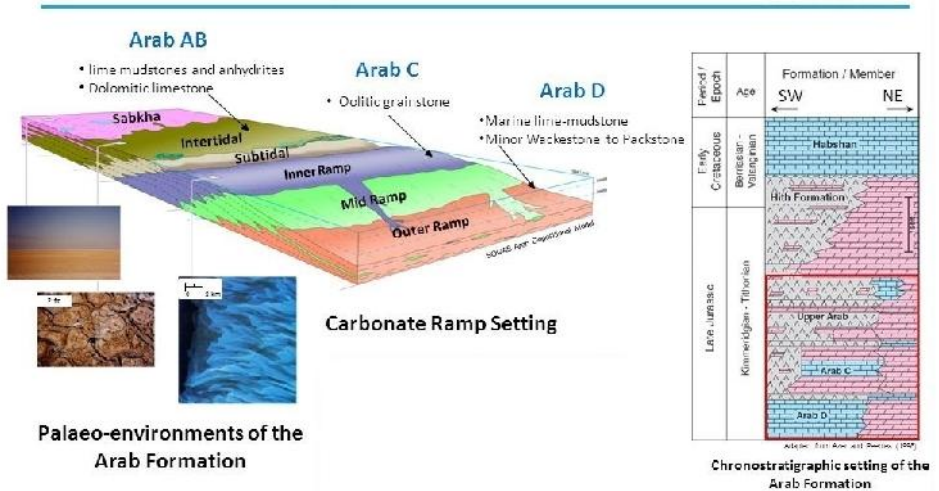 Arab AB
• lime mudstones and anhydrites
• Dolomitic limestone
Arab C
• Oolitic grainstone
Arab D
• Marine lime-mudstone
• Minor Wackestone to Packstone
Sabkha
Intertidal
Subtidal
Inner Ramp
Mid Ramp
Outer Ramp
Depositional Model
Carbonate Ramp Setting
Palaeo-environments of the
Arab Formation
Period /
Epoch
Age
Formation / Member
SW
NE
Early
Cretaceous
Berriasian -
Valanginian
Habshan
Hith Formation
Late Jurassic
Kimmeridgian - Tithonian
Upper Arab
Arab C
Arab D
Chronostratigraphic setting of the
Arab Formation